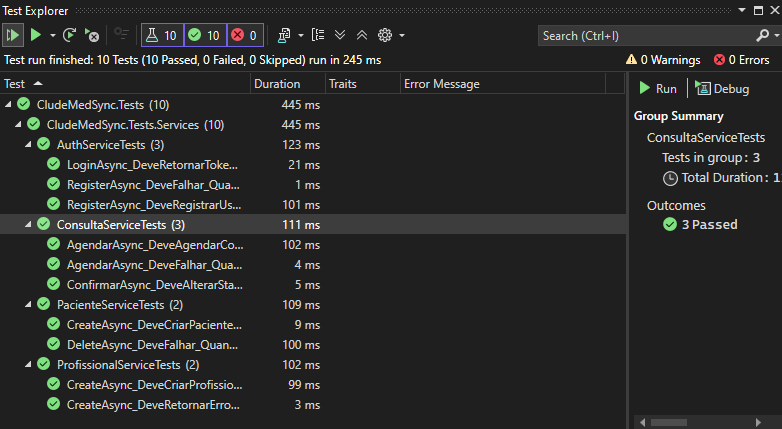 Test Explorer
10 10 0 Search (Ctrl+I)
Test run finished: 10 Tests (10 Passed, 0 Failed, 0 Skipped) run in 245 ms 0 Warnings 0 Errors
Test Duration Traits Error Message
CludeMedSync.Tests (10) 445 ms
CludeMedSync.Tests.Services (10) 445 ms
AuthServiceTests (3) 123 ms
LoginAsync_DeveRetornarToke... 21 ms
RegisterAsync_DeveFalhar_Qua... 1 ms
RegisterAsync_DeveRegistrarUs... 101 ms
ConsultaServiceTests (3) 111 ms
AgendarAsync_DeveAgendarCo... 102 ms
AgendarAsync_DeveFalhar_Qua... 4 ms
ConfirmarAsync_DeveAlterarSta... 5 ms
PacienteServiceTests (2) 109 ms
CreateAsync_DeveCriarPaciente... 9 ms
DeleteAsync_DeveFalhar_Quan... 100 ms
ProfissionalServiceTests (2) 102 ms
CreateAsync_DeveCriarProfissio... 99 ms
CreateAsync_DeveRetornarErro... 3 ms
Run Debug
Group Summary
ConsultaServiceTests
Tests in group: 3
Total Duration: 1
Outcomes
3 Passed